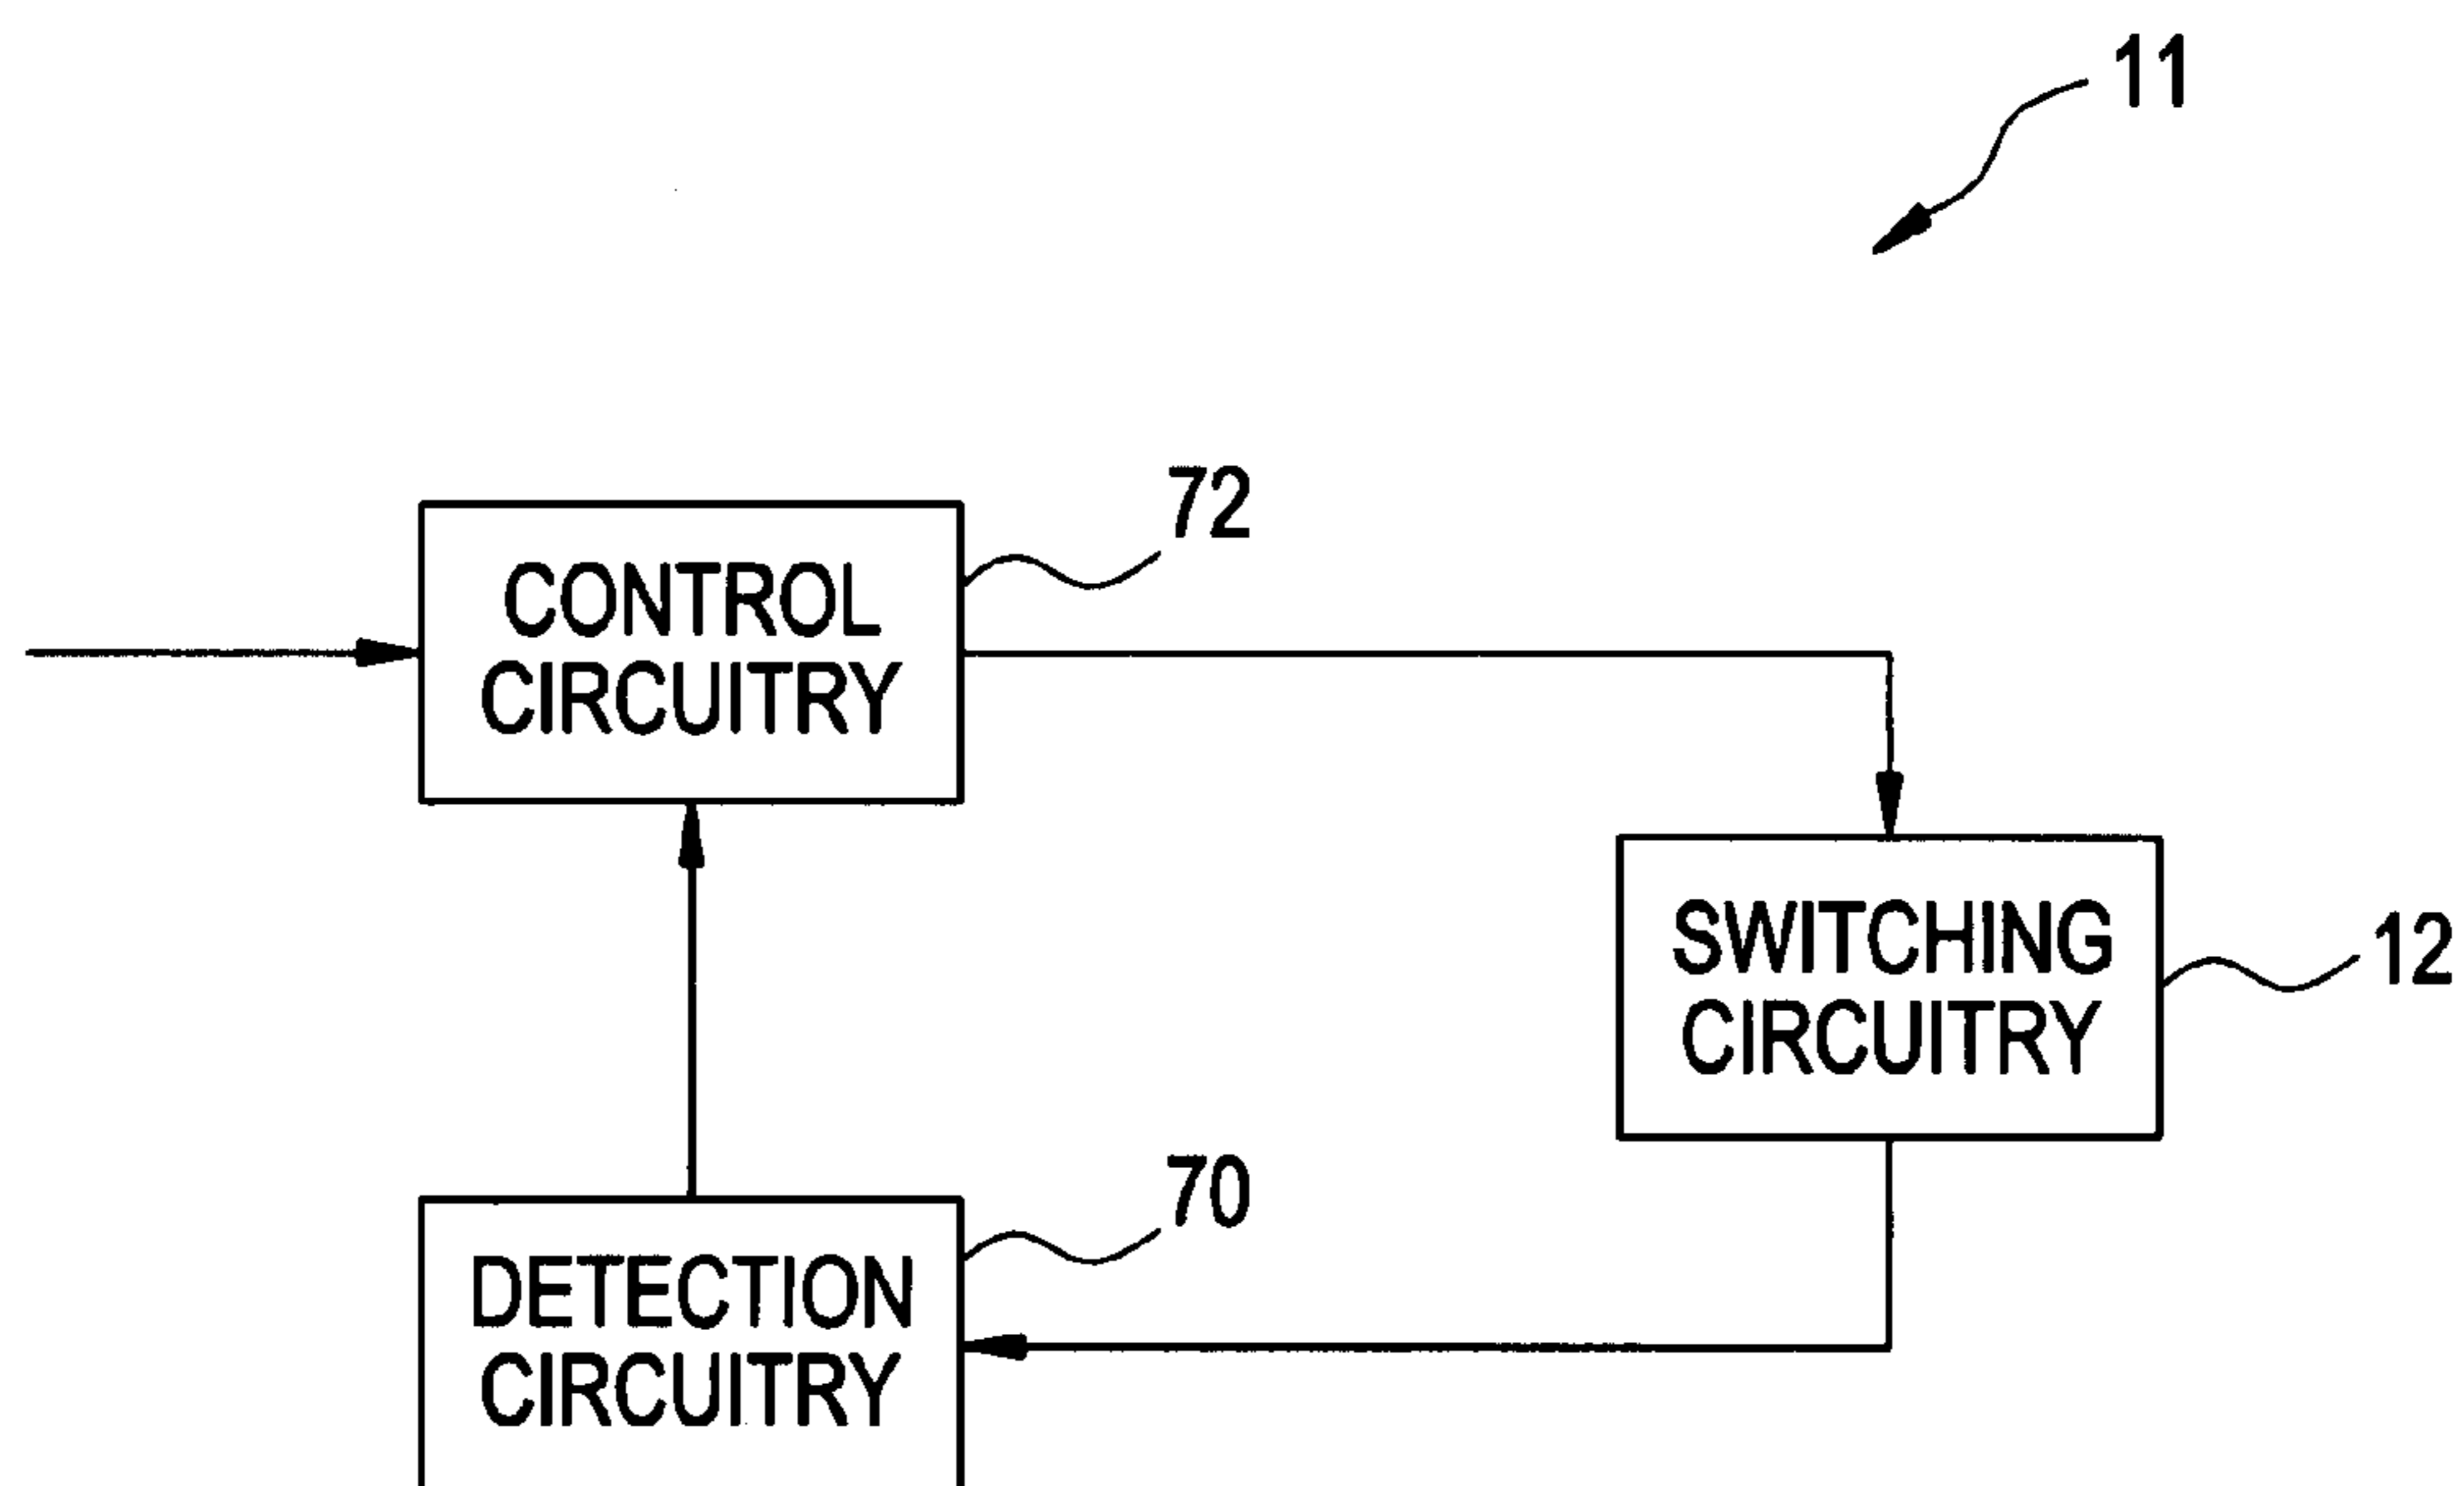 11
72
CONTROL
CIRCUITRY
SWITCHING
CIRCUITRY
12
70
DETECTION
CIRCUITRY